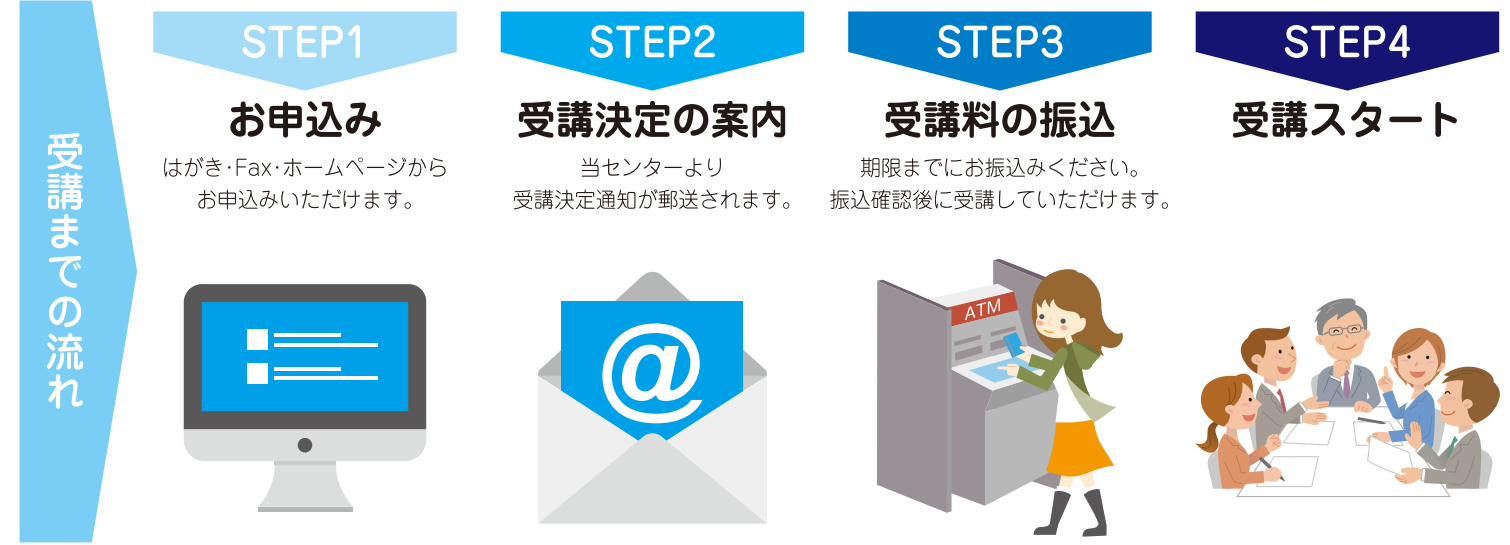 受講までの流れ
STEP1
お申込み
はがき・Fax・ホームページから
お申込みいただけます。
STEP2
受講決定の案内
当センターより
受講決定通知が郵送されます。
@
STEP3
受講料の振込
期限までにお振込みください。
振込確認後に受講していただけます。
ATM
STEP4
受講スタート